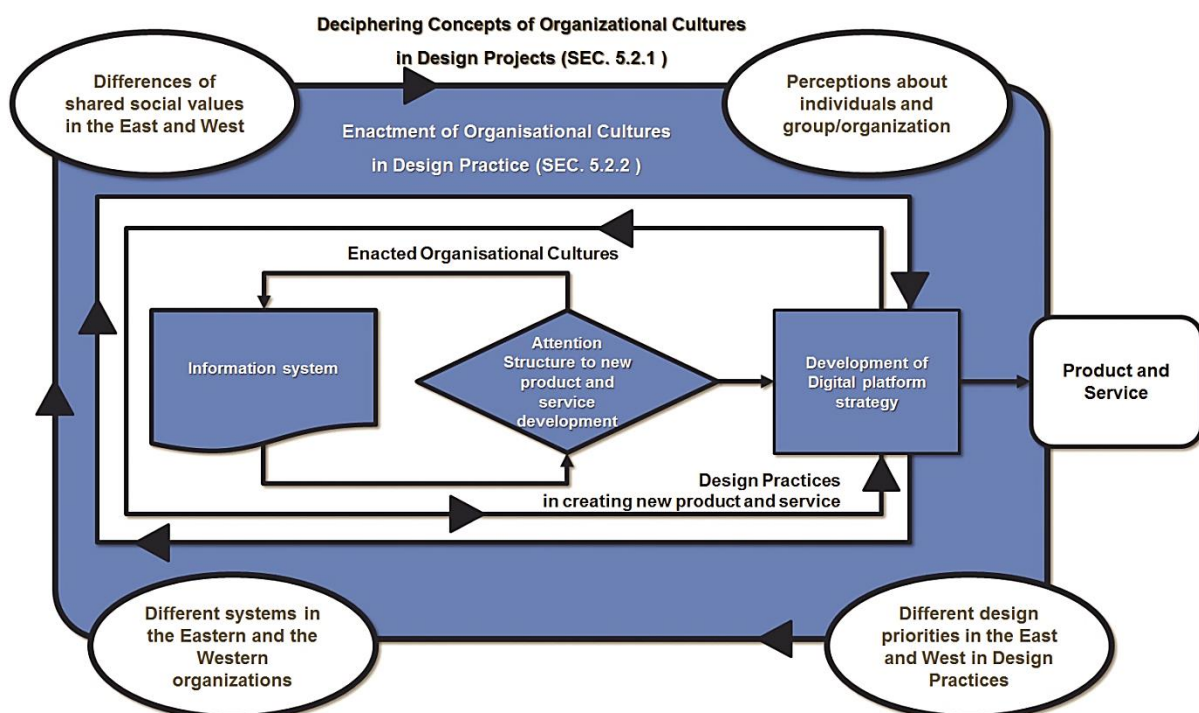 Deciphering Concepts of Organizational Cultures
in Design Projects (SEC. 5.2.1 )
Differences of
shared social values
in the East and West
Perceptions about
individuals and
group/organization
Enactment of Organisational Cultures
in Design Practice (SEC. 5.2.2 )
Enacted Organisational Cultures
Information system
Attention
Structure to new
product and
service
development
Development of
Digital platform
strategy
Product and
Service
Design Practices
in creating new product and service
Different systems in
the Eastern and the
Western
organizations
Different design
priorities in the East
and West in Design
Practices